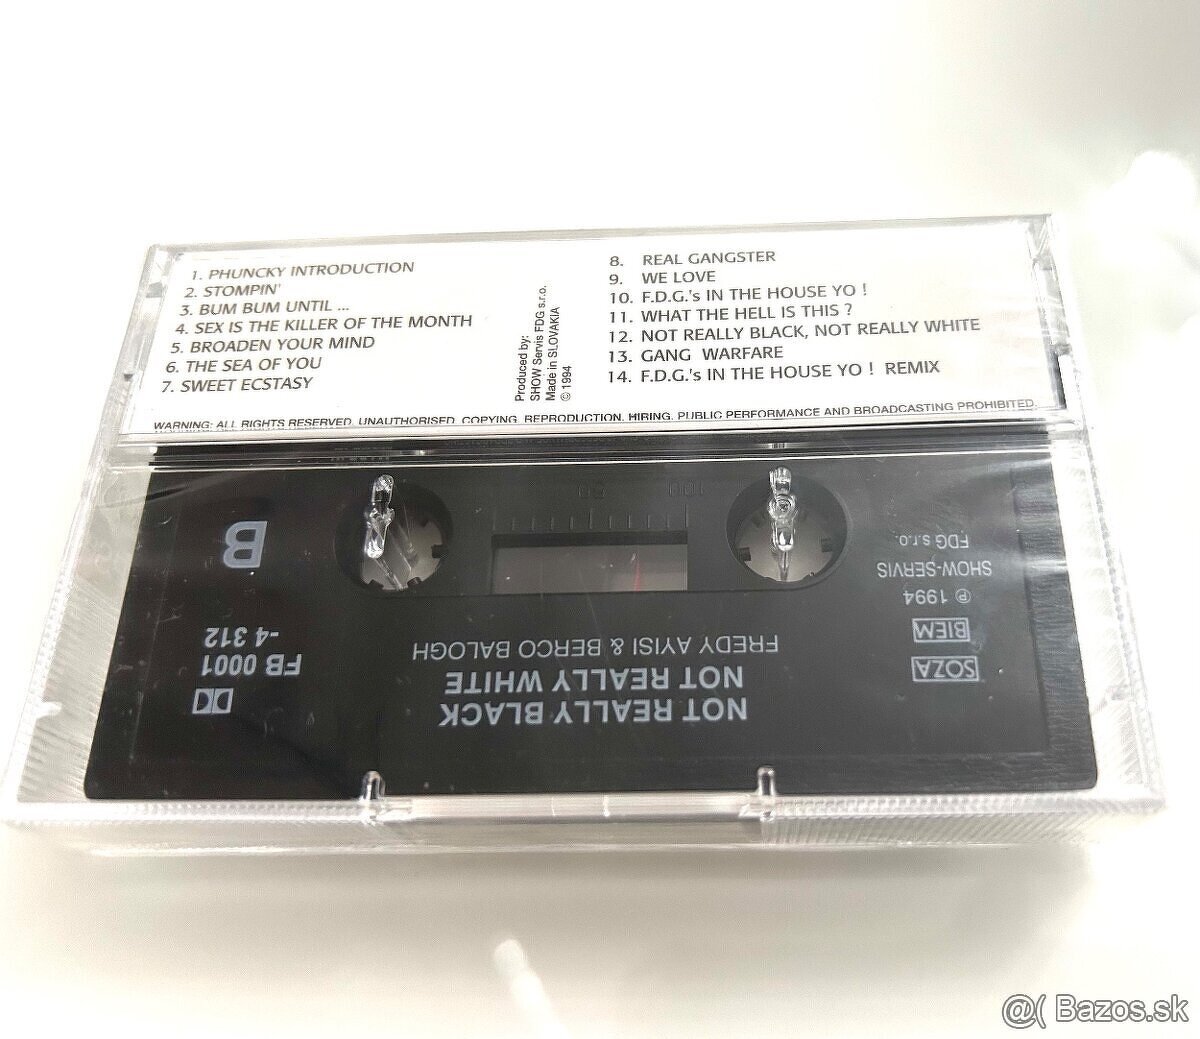 1. PHUNCKY INTRODUCTION
2. STOMPIN'
3. BUM BUM UNTIL ...
4. SEX IS THE KILLER OF THE MONTH
5. BROADEN YOUR MIND
6. THE SEA OF YOU
7. SWEET ECSTASY
Produced by:
SHOW Servis FDG s.r.o.
Made in SLOVAKIA
© 1994
8. REAL GANGSTER
9. WE LOVE
10. F.D.G.'s IN THE HOUSE YO !
11. WHAT THE HELL IS THIS ?
12. NOT REALLY BLACK, NOT REALLY WHITE
13. GANG WARFARE
14. F.D.G.'s IN THE HOUSE YO ! REMIX
WARNING: ALL RIGHTS RESERVED. UNAUTHORISED COPYING. REPRODUCTION. HIRING. PUBLIC PERFORMANCE AND BROADCASTING PROHIBITED.
NOT REALLY BLACK
NOT REALLY WHITE
FREDY AYISI & BERCO BALOGH
SOZA
BIEM
℗ 1994
SHOW-SERVIS
FDG s.r.o.
FB 0001
-4 312
B
100 50
@( Bazos.sk